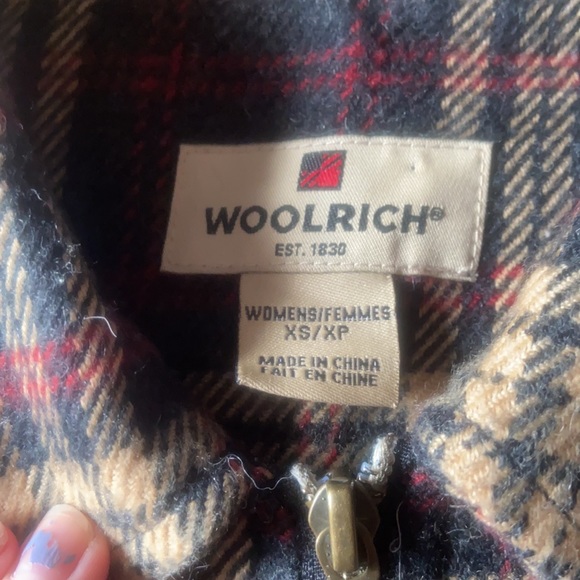 WOOLRICH®
EST. 1830
WOMENS/FEMMES
XS/XP
MADE IN CHINA
FAIT EN CHINE